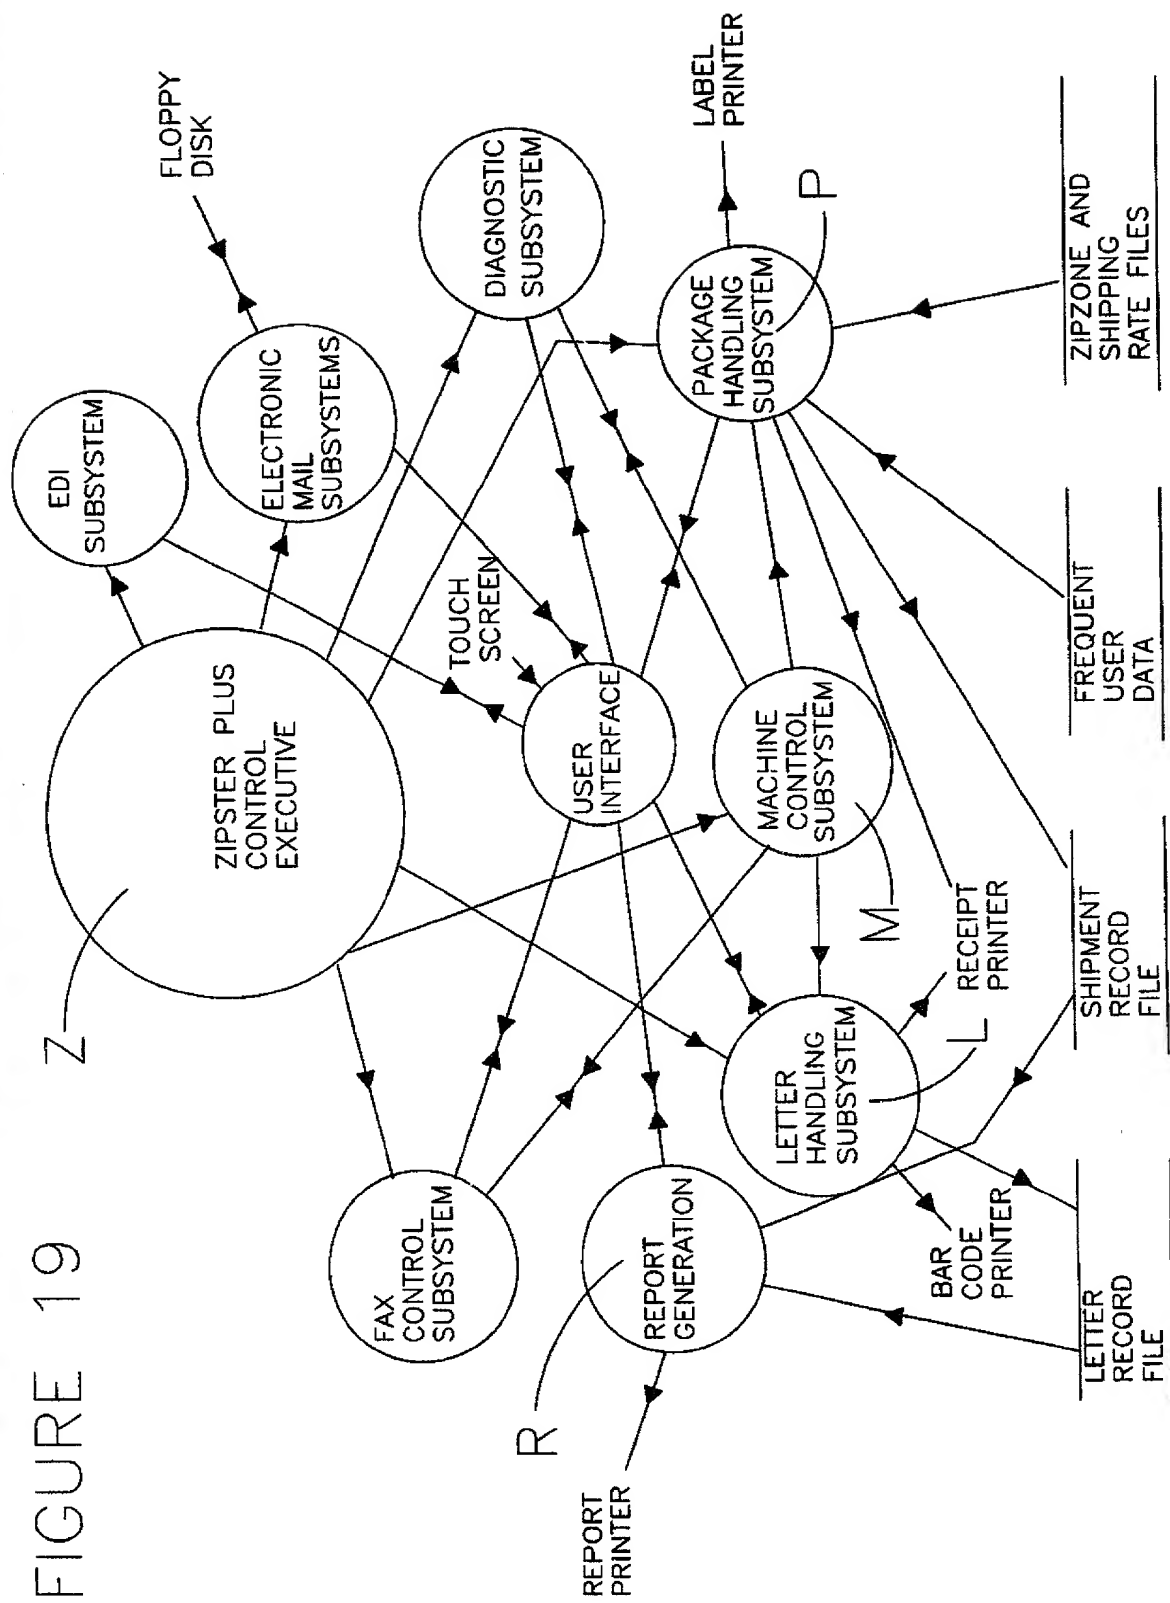 FIGURE 19
Z
ZIPSTER PLUS
CONTROL
EXECUTIVE
EDI
SUBSYSTEM
ELECTRONIC
MAIL
SUBSYSTEMS
FLOPPY
DISK
DIAGNOSTIC
SUBSYSTEM
TOUCH
SCREEN
USER
INTERFACE
FAX
CONTROL
SUBSYSTEM
R
REPORT
GENERATION
REPORT
PRINTER
LETTER
HANDLING
SUBSYSTEM
L
MACHINE
CONTROL
SUBSYSTEM
M
PACKAGE
HANDLING
SUBSYSTEM
P
LABEL
PRINTER
BAR
CODE
PRINTER
RECEIPT
PRINTER
LETTER
RECORD
FILE
SHIPMENT
RECORD
FILE
FREQUENT
USER
DATA
ZIPZONE AND
SHIPPING
RATE FILES